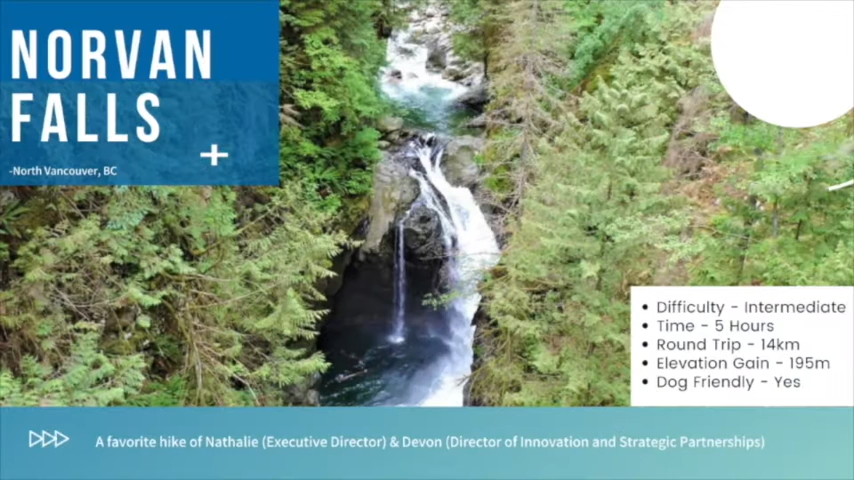 NORVAN
FALLS
-North Vancouver, BC
• Difficulty - Intermediate
• Time - 5 Hours
• Round Trip - 14km
• Elevation Gain - 195m
• Dog Friendly - Yes
A favorite hike of Nathalie (Executive Director) & Devon (Director of Innovation and Strategic Partnerships)